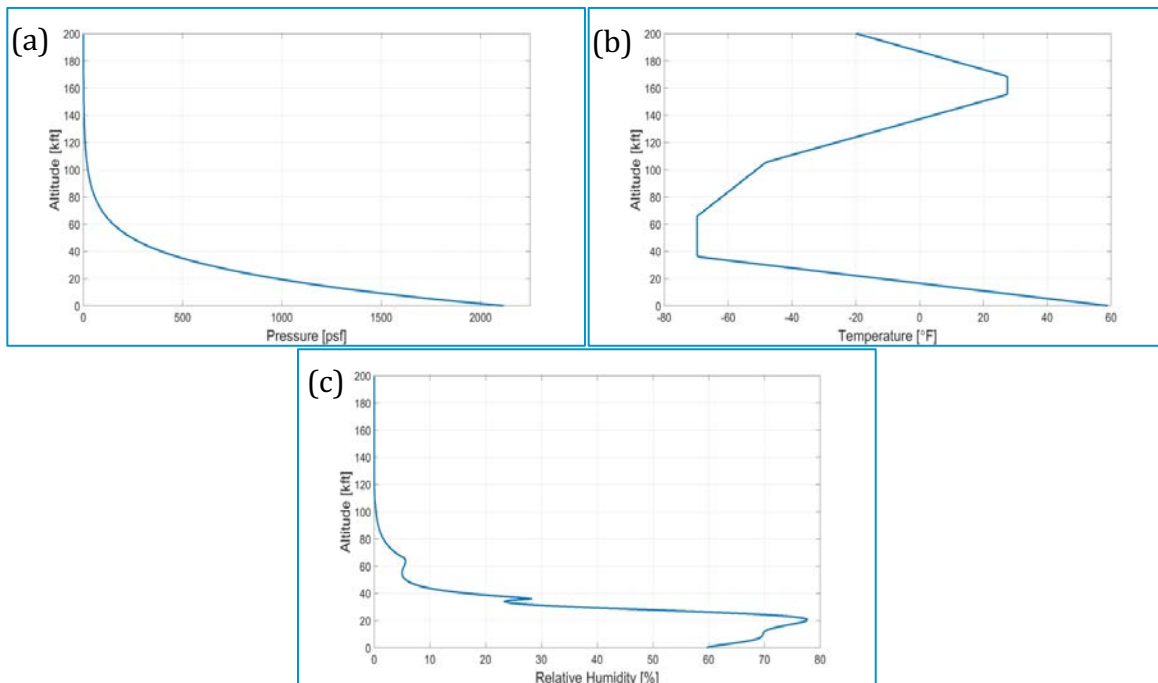 (a)
200
180
160
140
120
100
80
60
40
20
0
Altitude [kft]
0 500 1000 1500 2000
Pressure [psf]
(b)
200
180
160
140
120
100
80
60
40
20
0
Altitude [kft]
-80 -60 -40 -20 0 20 40 60
Temperature [°F]
(c)
200
180
160
140
120
100
80
60
40
20
0
Altitude [kft]
0 10 20 30 40 50 60 70 80
Relative Humidity [%]